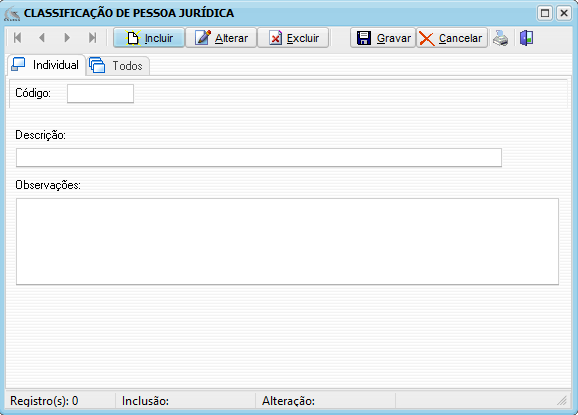 CLASSIFICAÇÃO DE PESSOA JURÍDICA
Incluir Alterar Excluir Gravar Cancelar
Individual Todos
Código:
Descrição:
Observações:
Registro(s): 0 Inclusão: Alteração: